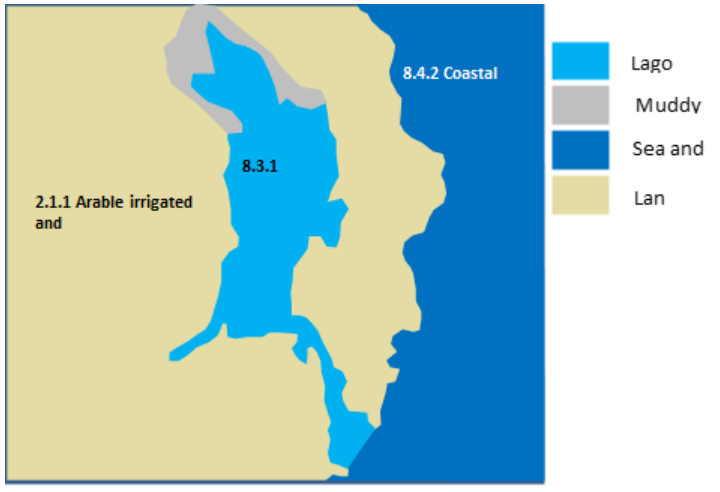 8.4.2 Coastal
8.3.1
2.1.1 Arable irrigated
and
Lago
Muddy
Sea and
Lan